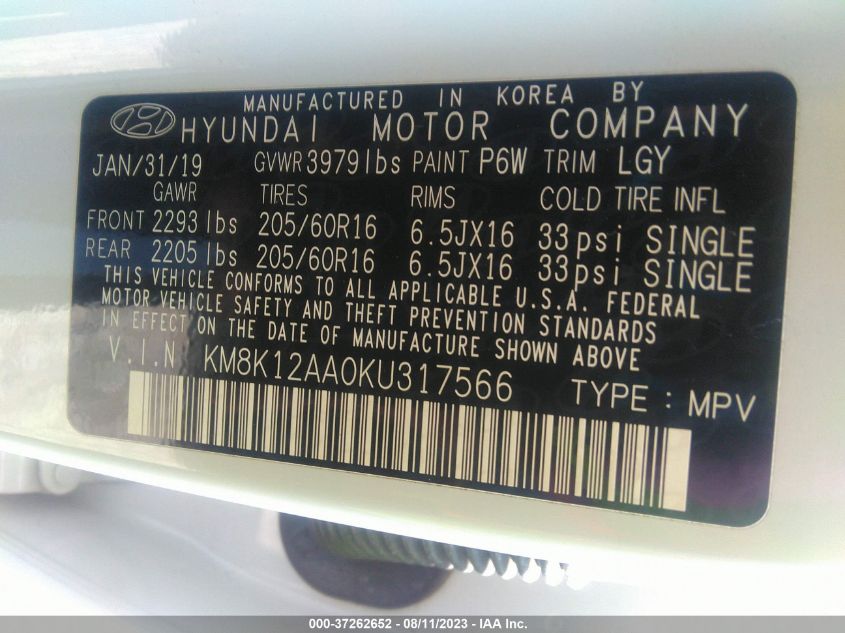 MANUFACTURED IN KOREA BY
HYUNDAI MOTOR COMPANY
JAN/31/19 GVWR 3979lbs PAINT P6W TRIM LGY
GAWR TIRES RIMS COLD TIRE INFL
FRONT 2293lbs 205/60R16 6.5JX16 33psi SINGLE
REAR 2205lbs 205/60R16 6.5JX16 33psi SINGLE
THIS VEHICLE CONFORMS TO ALL APPLICABLE U.S.A. FEDERAL
MOTOR VEHICLE SAFETY AND THEFT PREVENTION STANDARDS
IN EFFECT ON THE DATE OF MANUFACTURE SHOWN ABOVE
V.I.N: KM8K12AA0KU317566 TYPE : MPV
000-37262652 - 08/11/2023 - IAA Inc.